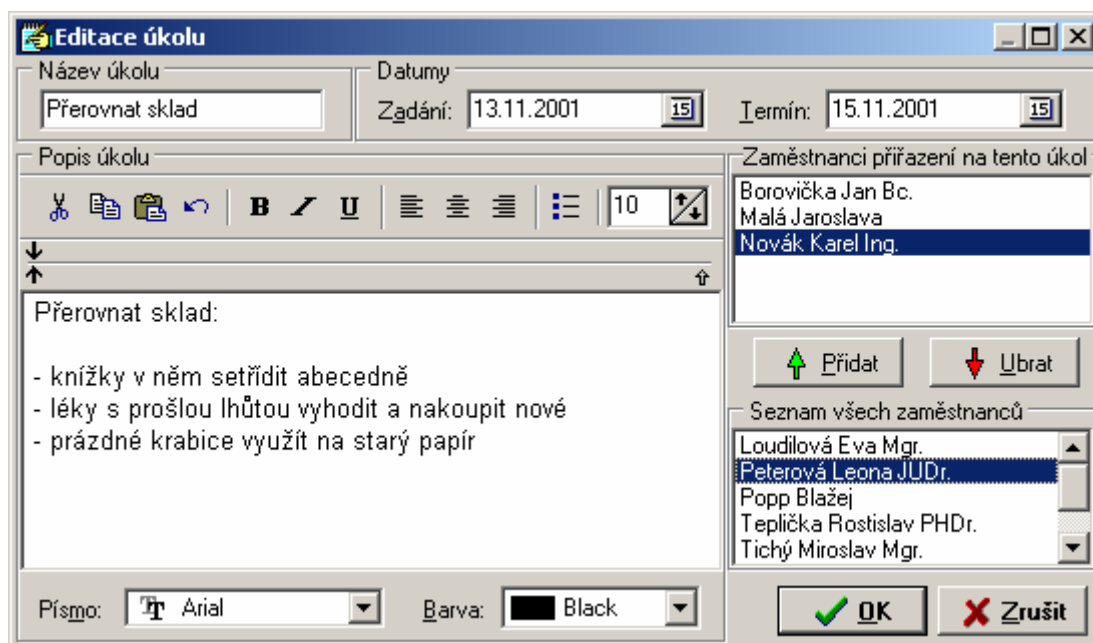 Editace úkolu
Název úkolu
Přerovnat sklad
Datumy
Zadání: 13.11.2001 15
Termín: 15.11.2001 15
Popis úkolu
B I U 10
Přerovnat sklad:
- knížky v něm setřídit abecedně
- léky s prošlou lhůtou vyhodit a nakoupit nové
- prázdné krabice využít na starý papír
Písmo: Arial
Barva: Black
Zaměstnanci přiřazení na tento úkol
Borovička Jan Bc.
Malá Jaroslava
Novák Karel Ing.
Přidat
Ubrat
Seznam všech zaměstnanců
Loudilová Eva Mgr.
Peterová Leona JUDr.
Popp Blažej
Teplička Rostislav PHDr.
Tichý Miroslav Mgr.
OK
Zrušit